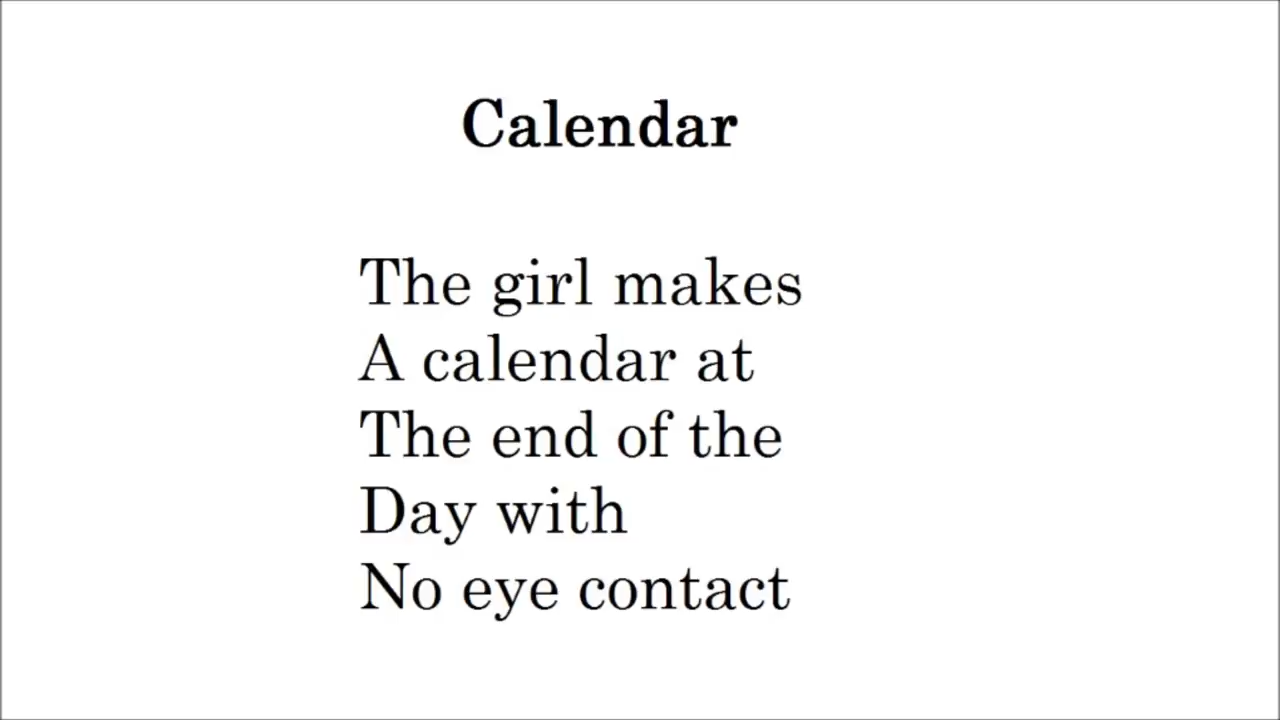 Calendar
The girl makes
A calendar at
The end of the
Day with
No eye contact